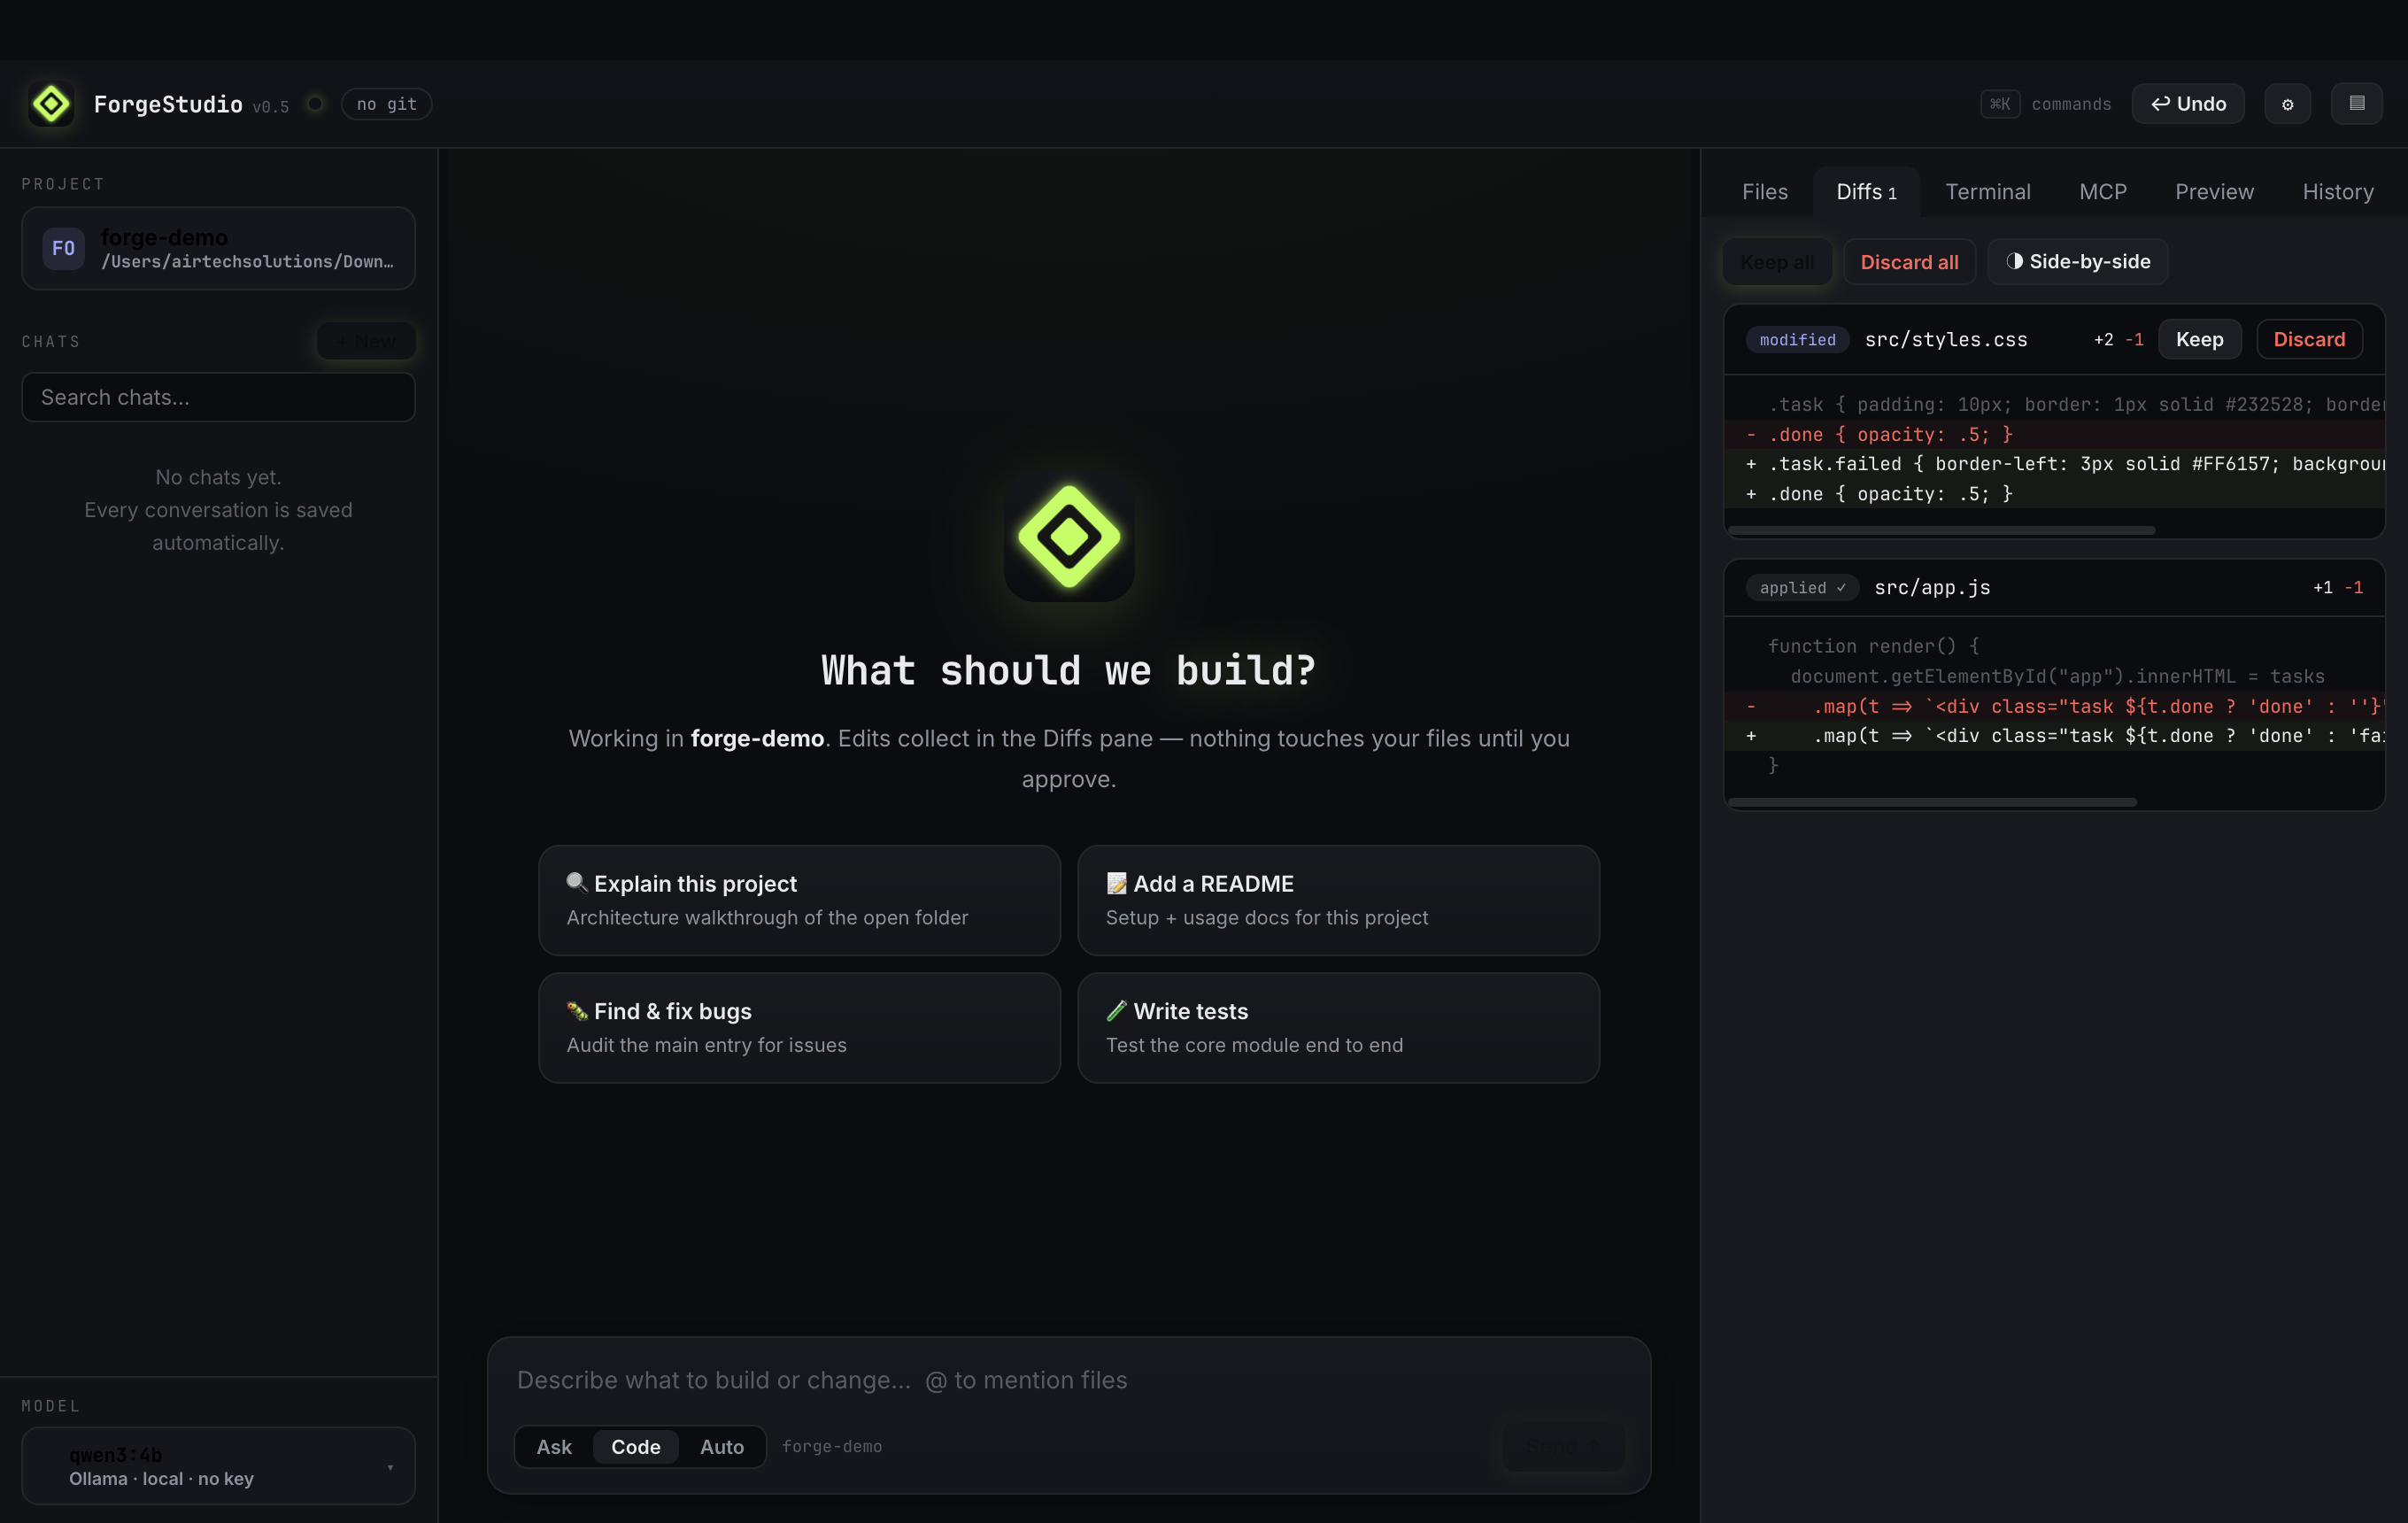 ForgeStudio v0.5 no git ⌘K commands ↩ Undo
PROJECT
FO
forge-demo
/Users/airtechsolutions/Down…
CHATS
+ New
Search chats…
No chats yet.
Every conversation is saved
automatically.
MODEL
qwen3:4b
Ollama · local · no key
What should we build?
Working in forge-demo. Edits collect in the Diffs pane — nothing touches your files until you
approve.
🔍 Explain this project
Architecture walkthrough of the open folder
📝 Add a README
Setup + usage docs for this project
🐛 Find & fix bugs
Audit the main entry for issues
🧪 Write tests
Test the core module end to end
Describe what to build or change… @ to mention files
Ask Code Auto forge-demo Send ↑
Files Diffs 1 Terminal MCP Preview History
Keep all Discard all Side-by-side
modified src/styles.css +2 -1 Keep Discard
.task { padding: 10px; border: 1px solid #232528; border
- .done { opacity: .5; }
+ .task.failed { border-left: 3px solid #FF6157; backgroun
+ .done { opacity: .5; }
applied ✓ src/app.js +1 -1
function render() {
document.getElementById("app").innerHTML = tasks
- .map(t => `<div class="task ${t.done ? 'done' : ''}"
+ .map(t => `<div class="task ${t.done ? 'done' : 'fai
}